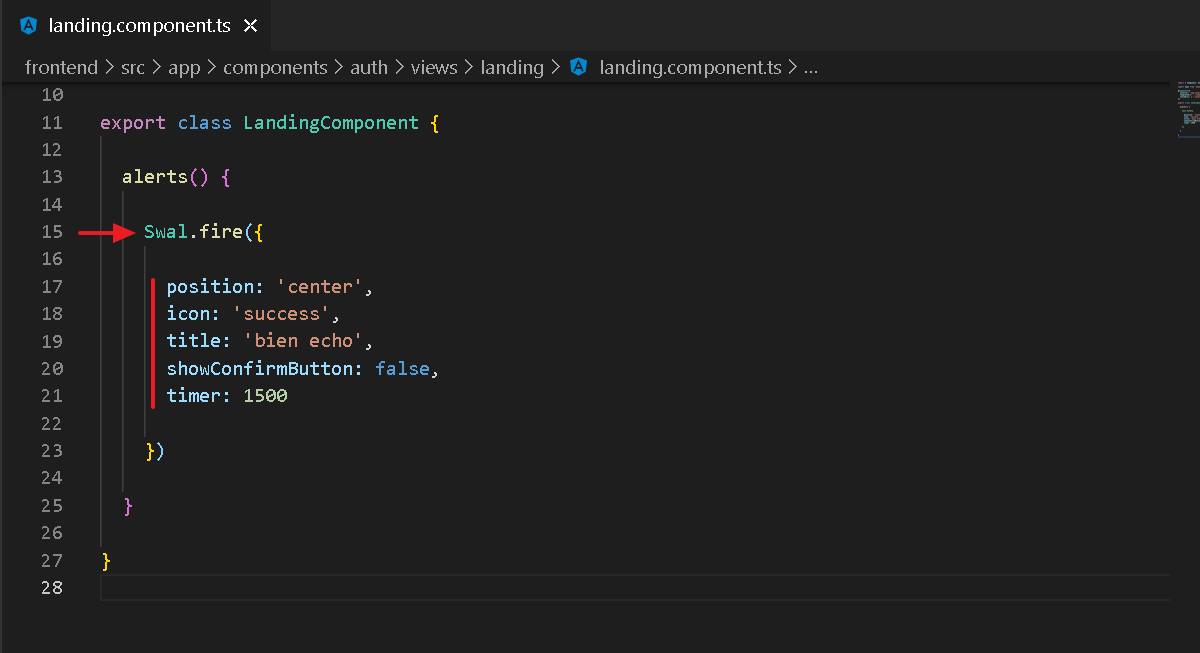 landing.component.ts
frontend > src > app > components > auth > views > landing > landing.component.ts > ...
10
11 export class LandingComponent {
12
13 alerts() {
14
15 Swal.fire({
16
17 position: 'center',
18 icon: 'success',
19 title: 'bien echo',
20 showConfirmButton: false,
21 timer: 1500
22
23 })
24
25 }
26
27 }
28